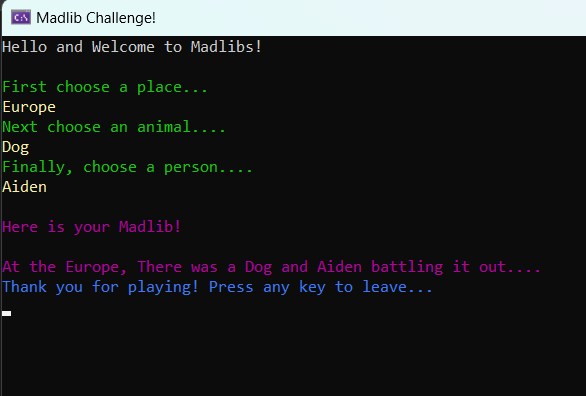 C:\ Madlib Challenge!
Hello and Welcome to Madlibs!
First choose a place...
Europe
Next choose an animal....
Dog
Finally, choose a person....
Aiden
Here is your Madlib!
At the Europe, There was a Dog and Aiden battling it out....
Thank you for playing! Press any key to leave...